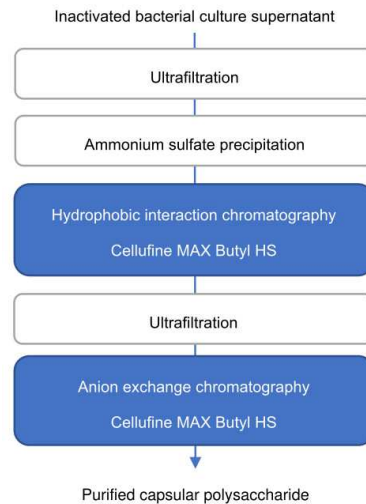 Inactivated bacterial culture supernatant
Ultrafiltration
Ammonium sulfate precipitation
Hydrophobic interaction chromatography
Cellufine MAX Butyl HS
Ultrafiltration
Anion exchange chromatography
Cellufine MAX Butyl HS
Purified capsular polysaccharide